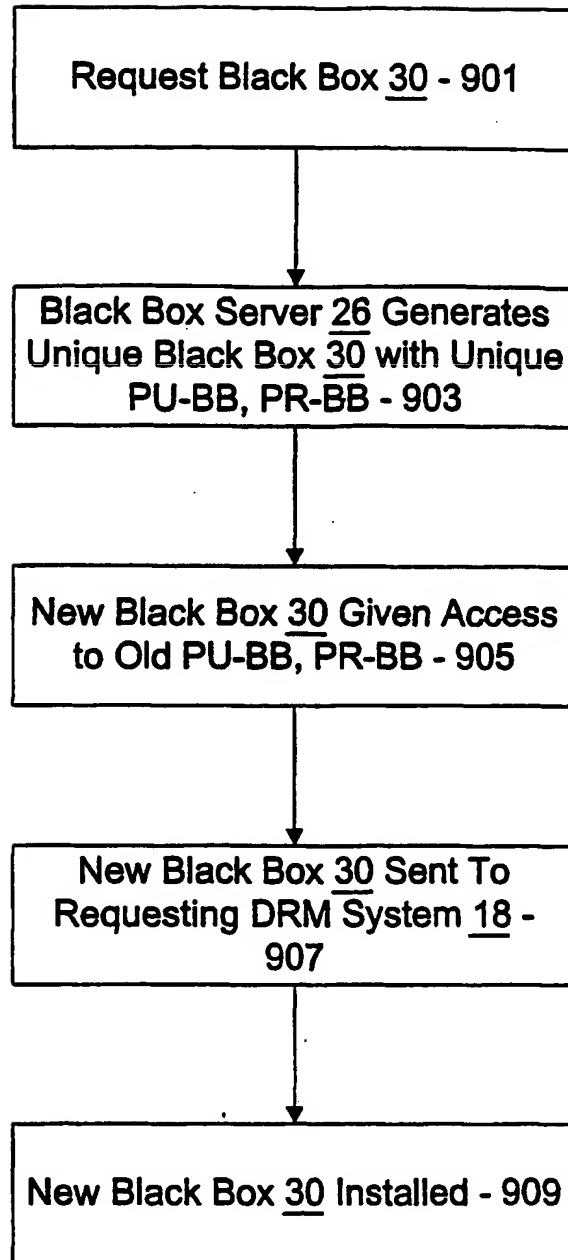 Request Black Box 30 - 901
Black Box Server 26 Generates
Unique Black Box 30 with Unique
PU-BB, PR-BB - 903
New Black Box 30 Given Access
to Old PU-BB, PR-BB - 905
New Black Box 30 Sent To
Requesting DRM System 18 -
907
New Black Box 30 Installed - 909